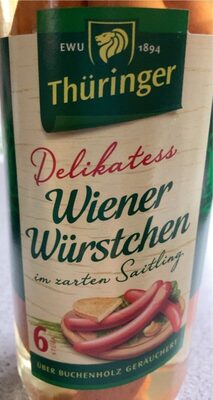 EWU 1894
Thüringer
Delikatess
Wiener
Würstchen
im zarten Saitling
6
ÜBER BUCHENHOLZ GERÄUCHERT